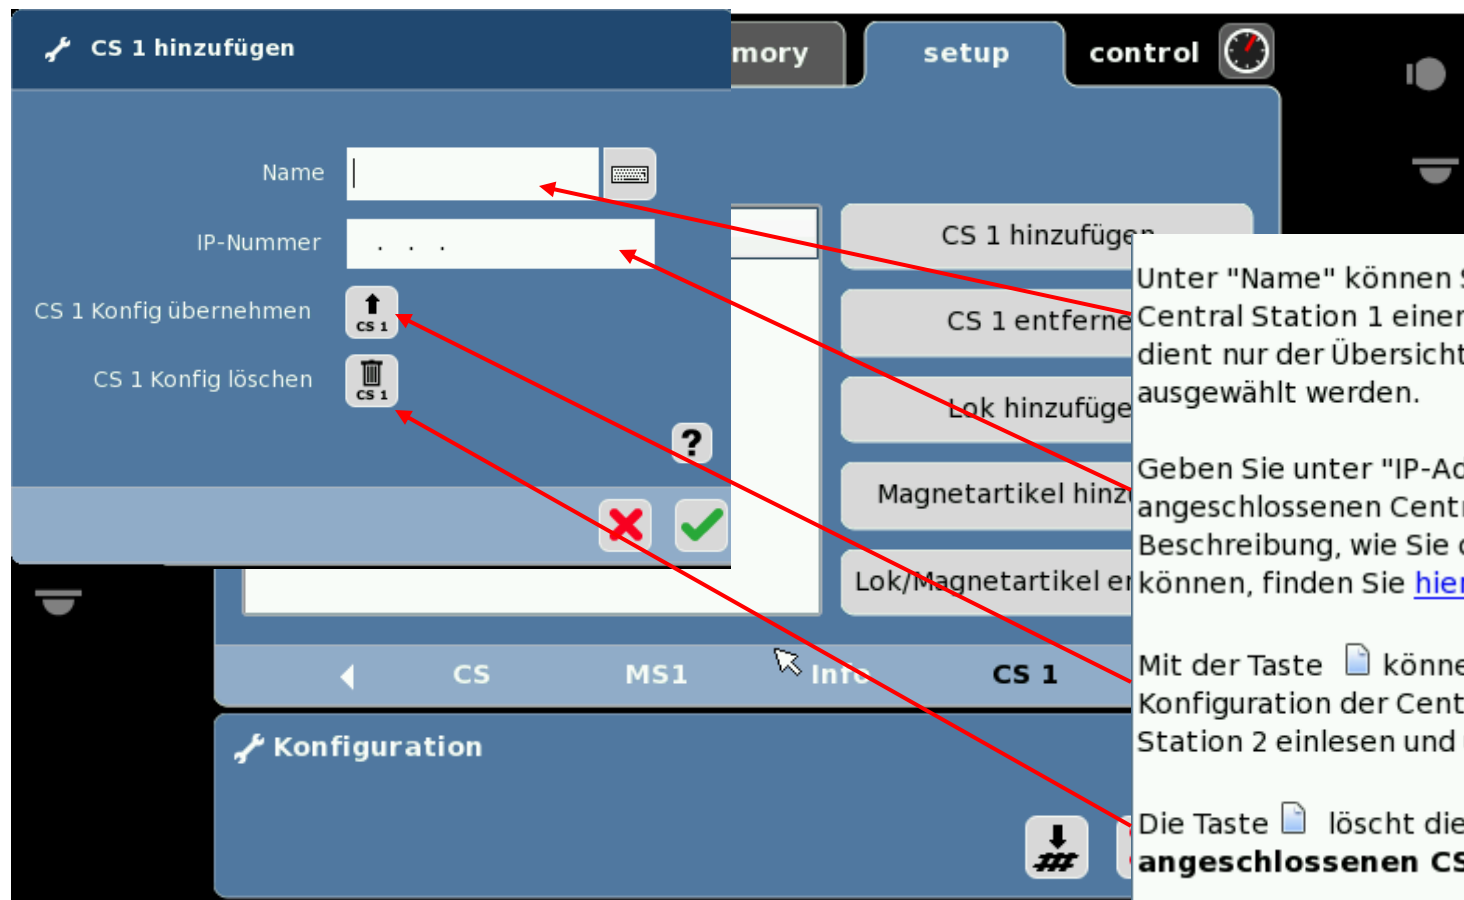 CS 1 hinzufügen
Name
IP-Nummer
. . .
CS 1 Konfig übernehmen
CS 1
CS 1 Konfig löschen
CS 1
?
mory
setup
control
CS 1 hinzufügen
CS 1 entferne
Lok hinzufüge
Magnetartikel hinz
Lok/Magnetartikel er
CS
MS1
Info
CS 1
Konfiguration
Unter "Name" können
Central Station 1 einer
dient nur der Übersicht
ausgewählt werden.
Geben Sie unter "IP-Ad
angeschlossenen Centr
Beschreibung, wie Sie
können, finden Sie hier
Mit der Taste könne
Konfiguration der Cent
Station 2 einlesen und
Die Taste löscht die
angeschlossenen CS